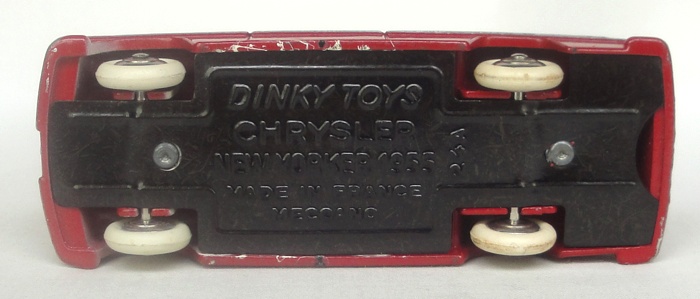 DINKY TOYS
CHRYSLER
NEW YORKER 1955
24A
MADE IN FRANCE
MECCANO